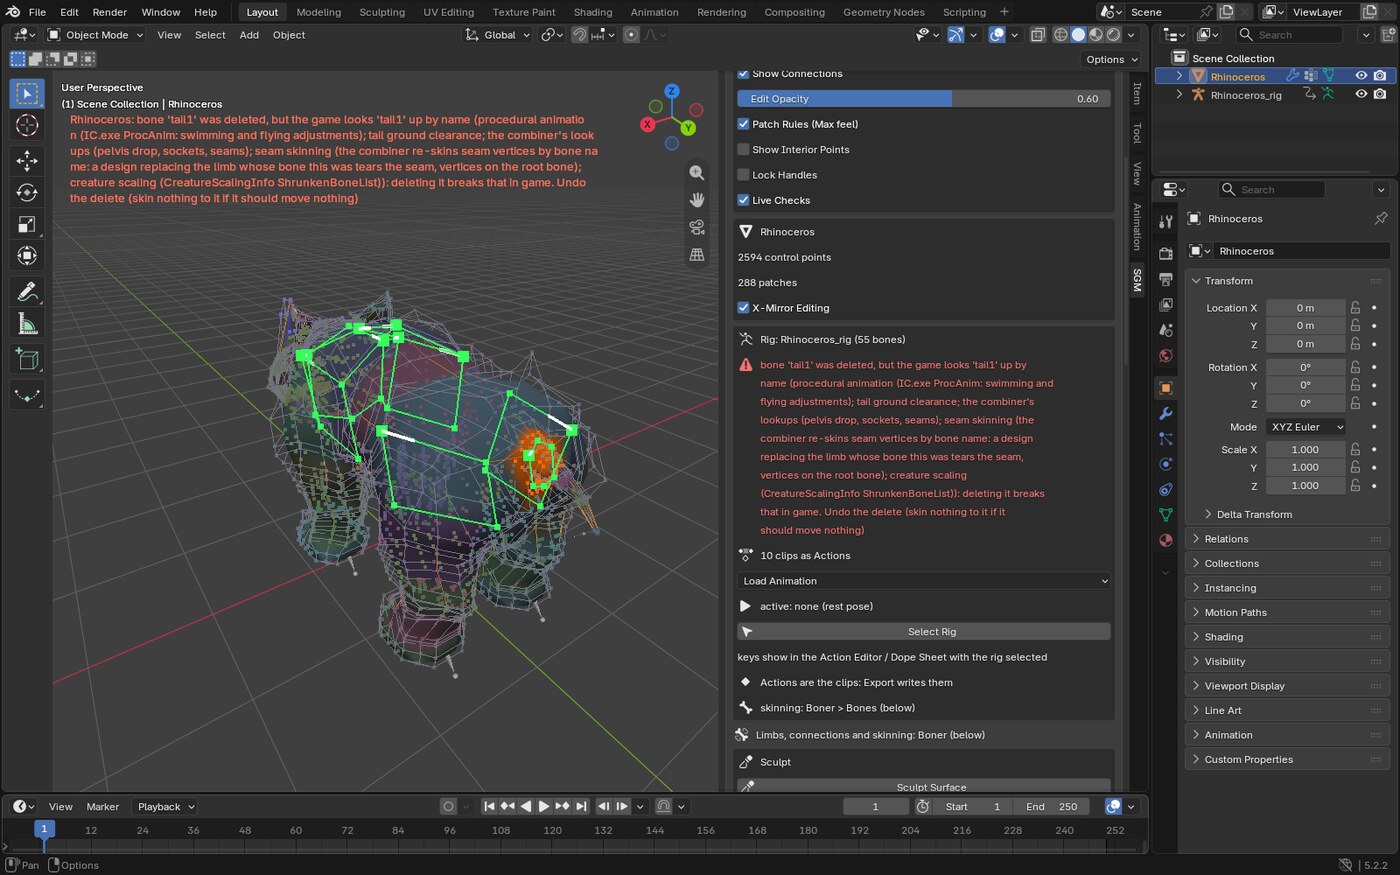 File Edit Render Window Help Layout Modeling Sculpting UV Editing Texture Paint Shading Animation Rendering Compositing Geometry Nodes Scripting + Scene ViewLayer
Object Mode View Select Add Object Global Search
Options
User Perspective
(1) Scene Collection | Rhinoceros
Rhinoceros: bone 'tail1' was deleted, but the game looks 'tail1' up by name (procedural animatio
n (IC.exe ProcAnim: swimming and flying adjustments); tail ground clearance; the combiner's look
ups (pelvis drop, sockets, seams); seam skinning (the combiner re-skins seam vertices by bone na
me: a design replacing the limb whose bone this was tears the seam, vertices on the root bone);
creature scaling (CreatureScalingInfo ShrunkenBoneList)): deleting it breaks that in game. Undo
the delete (skin nothing to it if it should move nothing)
Z
X
Y
Show Connections
Edit Opacity 0.60
Patch Rules (Max feel)
Show Interior Points
Lock Handles
Live Checks
Rhinoceros
2594 control points
288 patches
X-Mirror Editing
Rig: Rhinoceros_rig (55 bones)
bone 'tail1' was deleted, but the game looks 'tail1' up by
name (procedural animation (IC.exe ProcAnim: swimming and
flying adjustments); tail ground clearance; the combiner's
lookups (pelvis drop, sockets, seams); seam skinning (the
combiner re-skins seam vertices by bone name: a design
replacing the limb whose bone this was tears the seam,
vertices on the root bone); creature scaling
(CreatureScalingInfo ShrunkenBoneList)): deleting it breaks
that in game. Undo the delete (skin nothing to it if it
should move nothing)
10 clips as Actions
Load Animation
active: none (rest pose)
Select Rig
keys show in the Action Editor / Dope Sheet with the rig selected
Actions are the clips: Export writes them
skinning: Boner > Bones (below)
Limbs, connections and skinning: Boner (below)
Sculpt
Sculpt Surface
Item
Tool
View
Animation
SGM
Scene Collection
Rhinoceros
Rhinoceros_rig
Search
Rhinoceros
Rhinoceros
Transform
Location X 0 m
Y 0 m
Z 0 m
Rotation X 0°
Y 0°
Z 0°
Mode XYZ Euler
Scale X 1.000
Y 1.000
Z 1.000
Delta Transform
Relations
Collections
Instancing
Motion Paths
Shading
Visibility
Viewport Display
Line Art
Animation
Custom Properties
View Marker Playback 1 Start 1 End 250
1 12 24 36 48 60 72 84 96 108 120 132 144 156 168 180 192 204 216 228 240 252
Pan Options 5.2.2